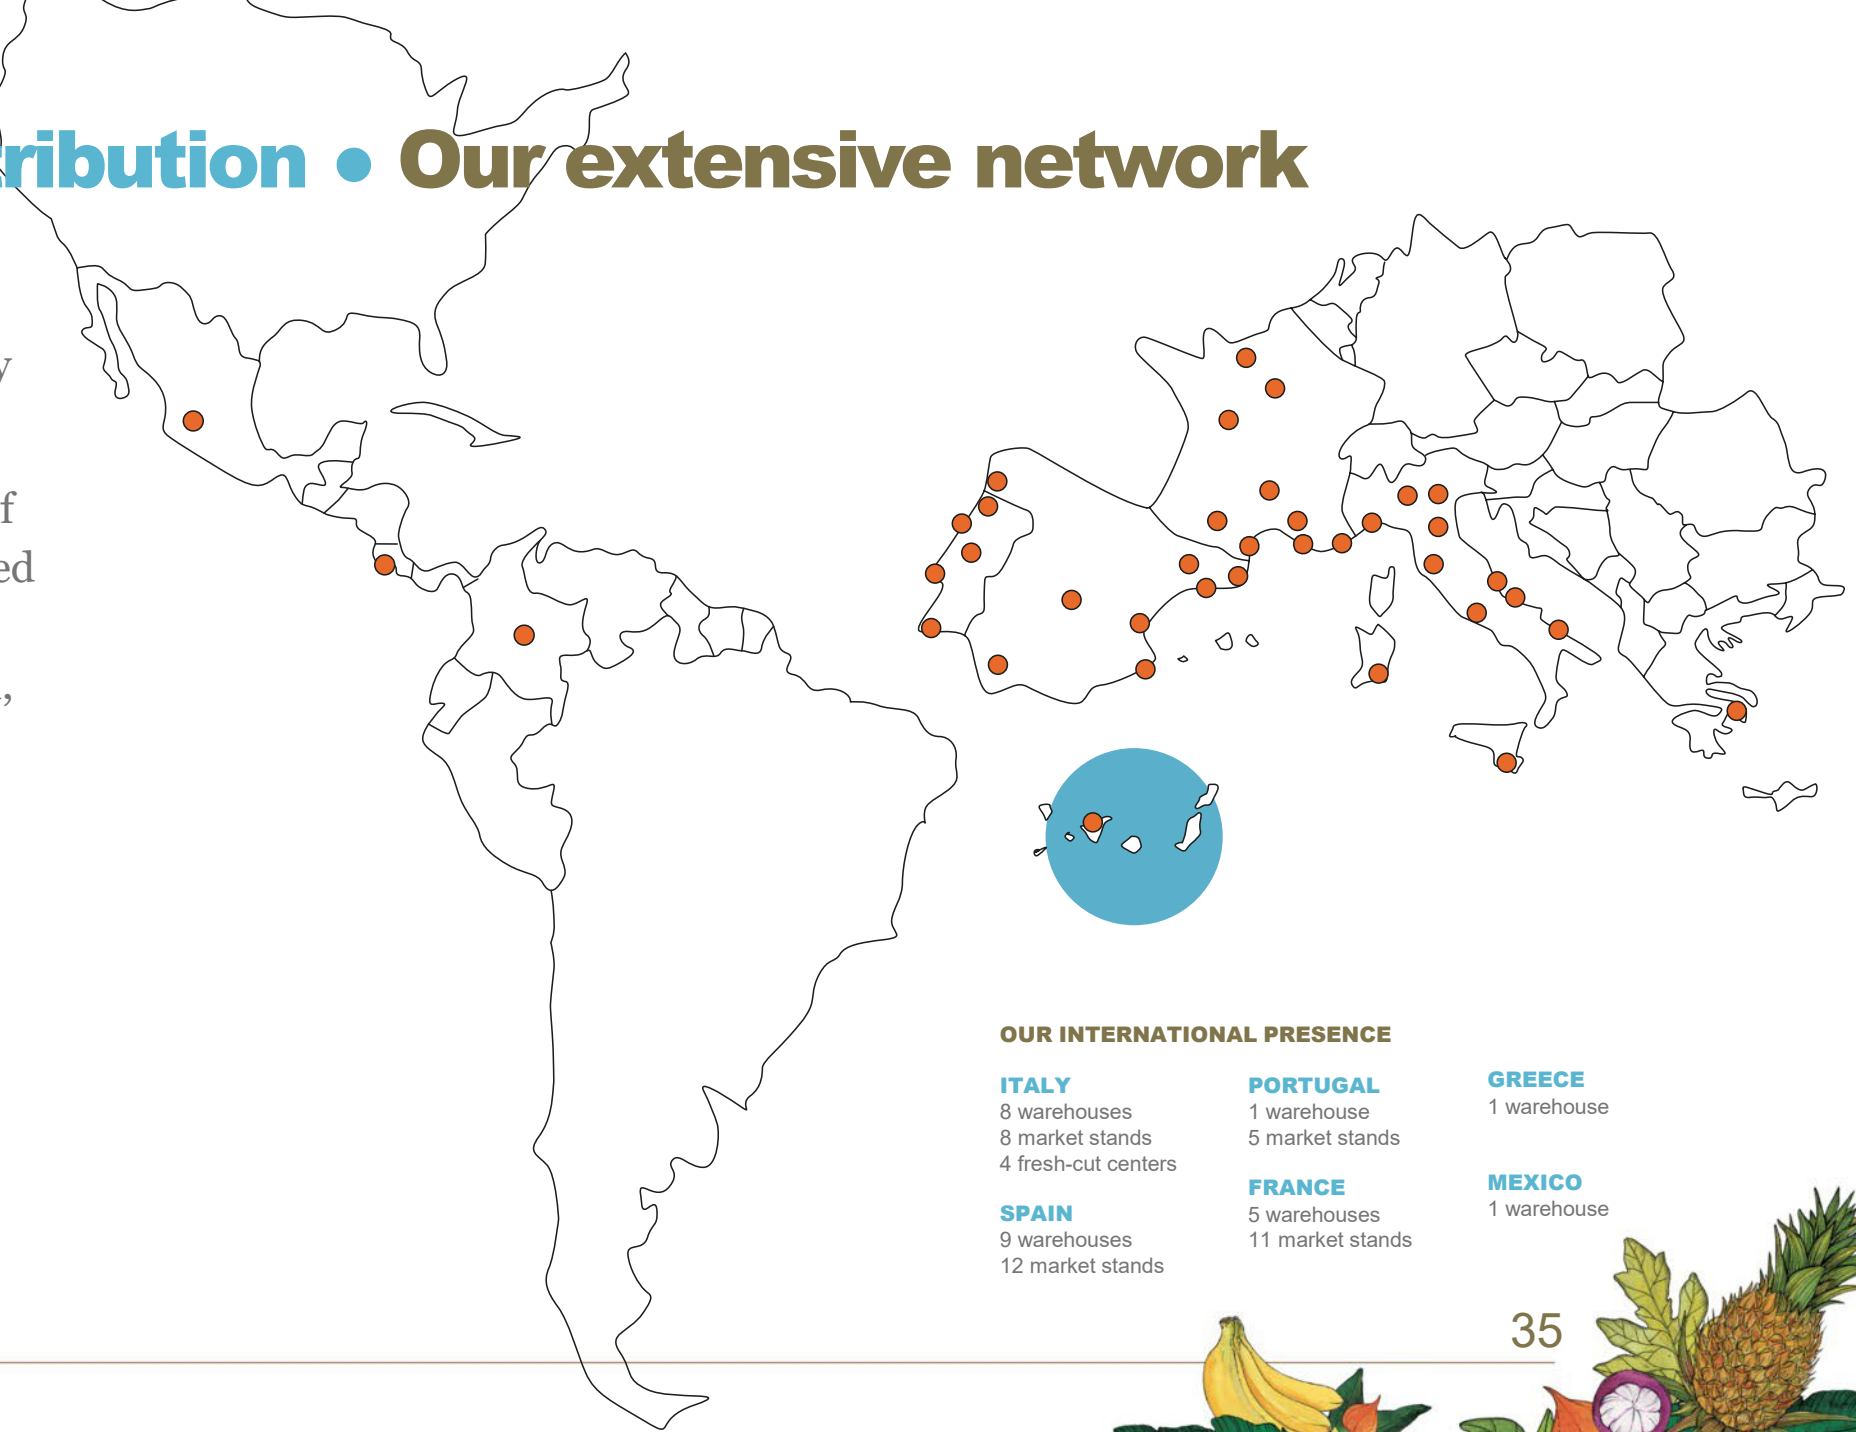 ribution • Our extensive network
y
f
ed
,
OUR INTERNATIONAL PRESENCE
ITALY
8 warehouses
8 market stands
4 fresh-cut centers
SPAIN
9 warehouses
12 market stands
PORTUGAL
1 warehouse
5 market stands
FRANCE
5 warehouses
11 market stands
GREECE
1 warehouse
MEXICO
1 warehouse
35